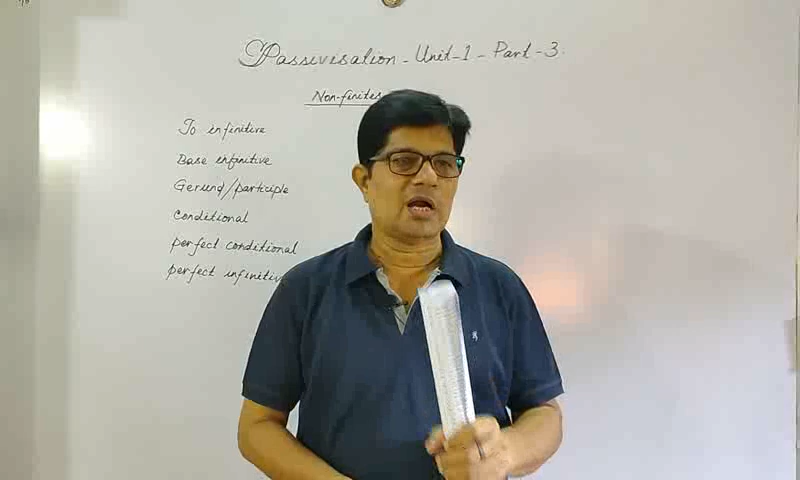 Passivisation - Unit-1 - Part-3.
Non-finites
To infinitive
Base infinitive
Gerund/participle
Conditional
perfect conditional
perfect infinitive